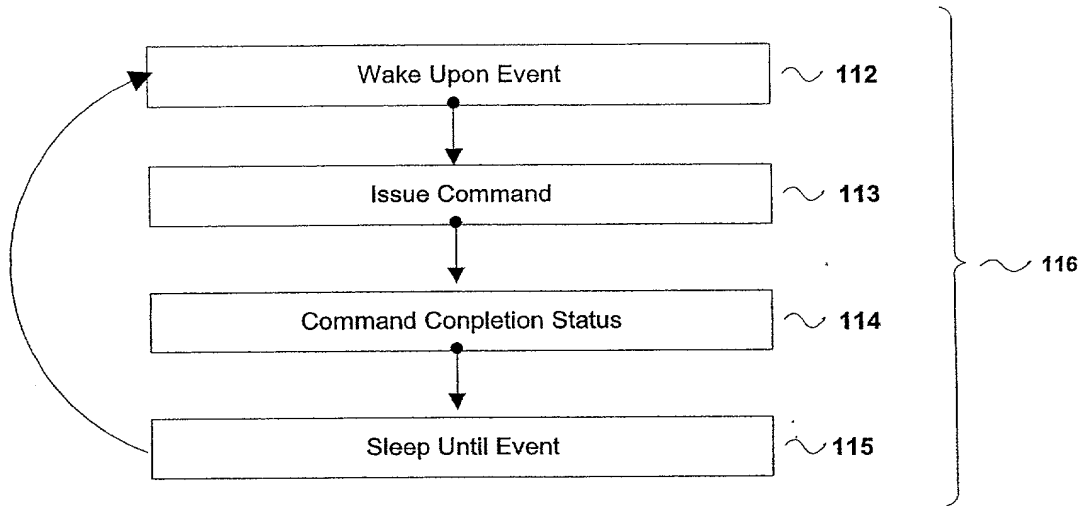 Wake Upon Event 112
Issue Command 113
116
Command Conpletion Status 114
Sleep Until Event 115